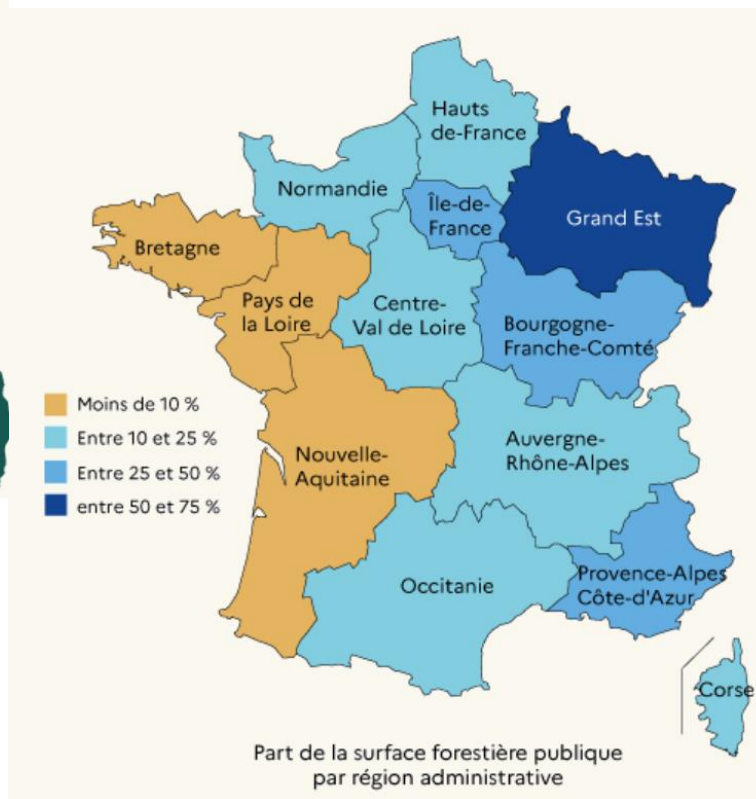 Hauts
de-France
Normandie
Île-de-
France
Grand Est
Bretagne
Pays de
la Loire
Centre-
Val de Loire
Bourgogne-
Franche-Comté
Moins de 10 %
Entre 10 et 25 %
Entre 25 et 50 %
entre 50 et 75 %
Nouvelle-
Aquitaine
Auvergne-
Rhône-Alpes
Occitanie
Provence-Alpes
Côte-d'Azur
Corse
Part de la surface forestière publique
par région administrative